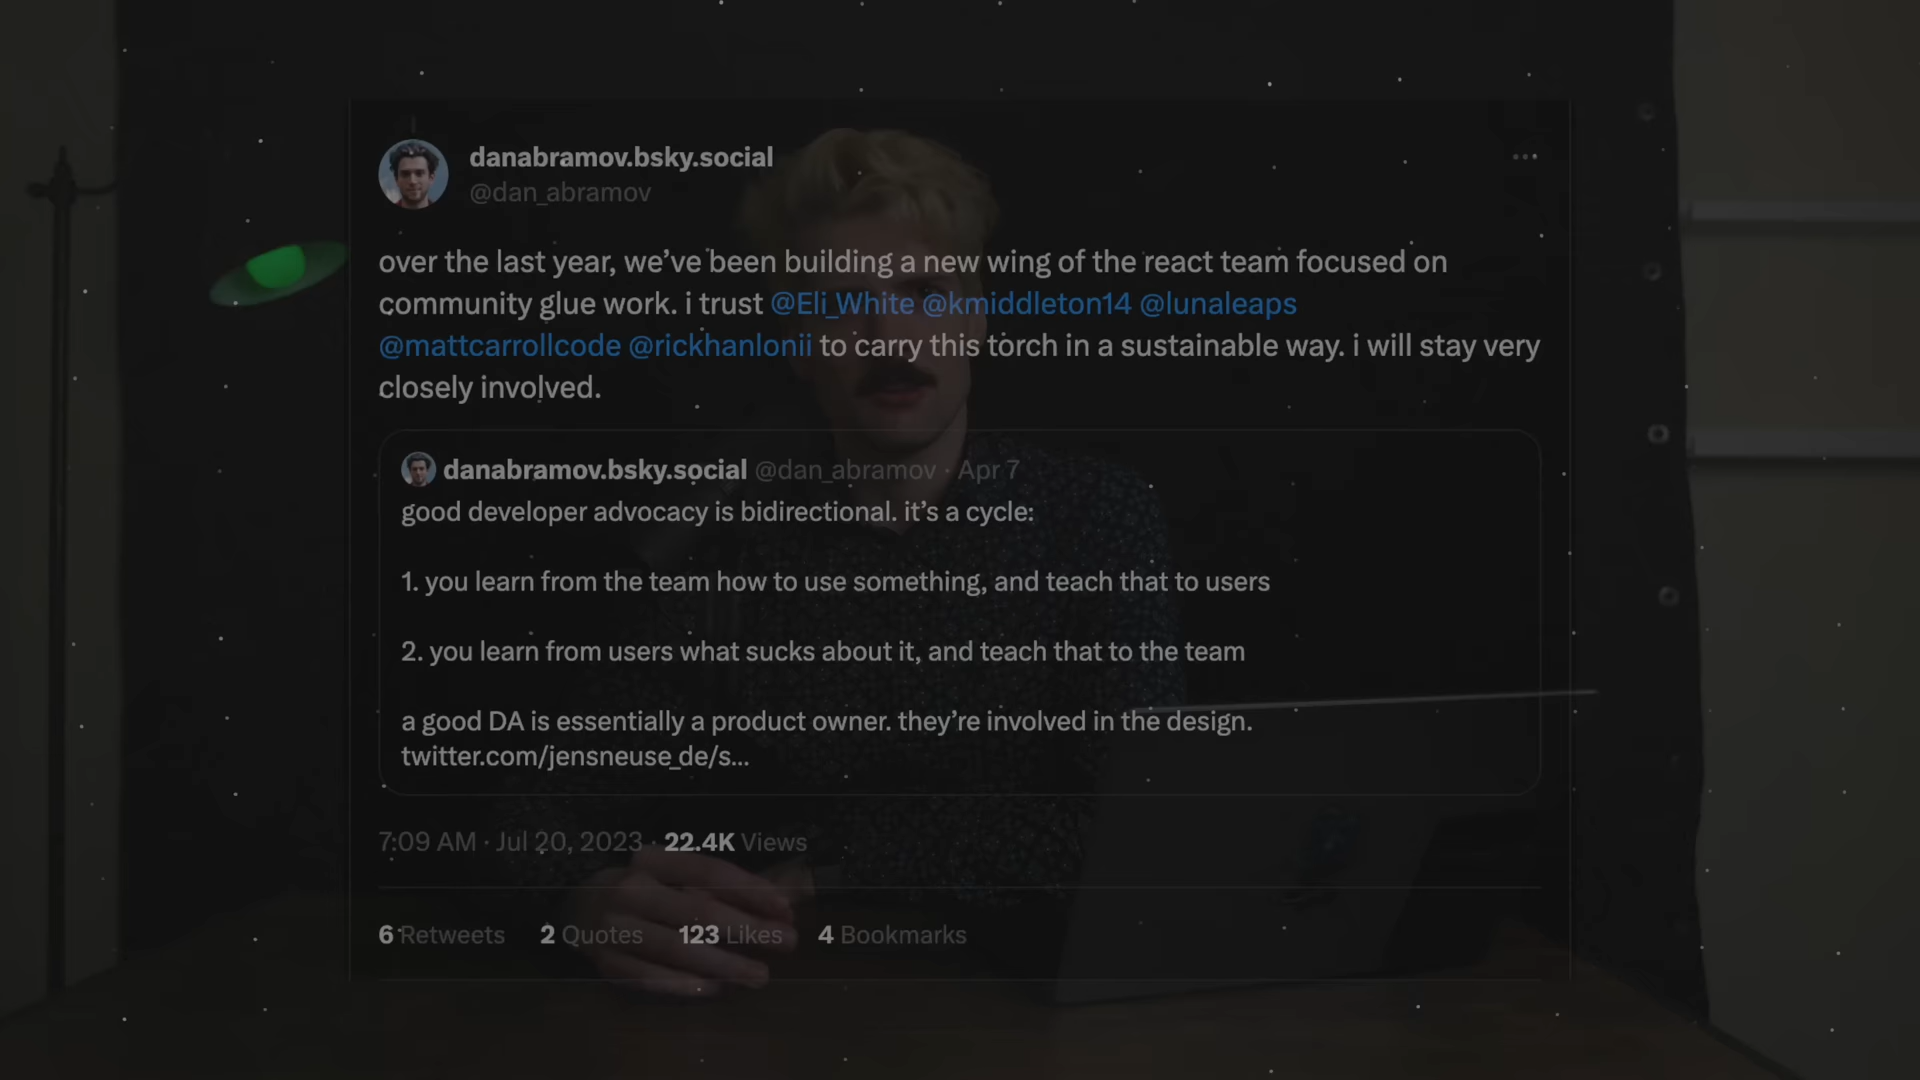 danabramov.bsky.social
@dan_abramov
over the last year, we've been building a new wing of the react team focused on
community glue work. i trust @Eli_White @kmiddleton14 @lunaleaps
@mattcarrollcode @rickhanlonii to carry this torch in a sustainable way. i will stay very
closely involved.
danabramov.bsky.social @dan_abramov · Apr 7
good developer advocacy is bidirectional. it's a cycle:
1. you learn from the team how to use something, and teach that to users
2. you learn from users what sucks about it, and teach that to the team
a good DA is essentially a product owner. they're involved in the design.
twitter.com/jensneuse_de/s...
7:09 AM · Jul 20, 2023 · 22.4K Views
6 Retweets 2 Quotes 123 Likes 4 Bookmarks